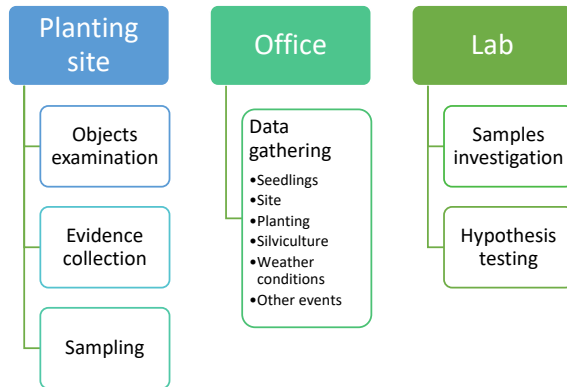 Planting
site
Objects
examination
Evidence
collection
Sampling
Office
Data
gathering
•Seedlings
•Site
•Planting
•Silviculture
•Weather
conditions
•Other events
Lab
Samples
investigation
Hypothesis
testing